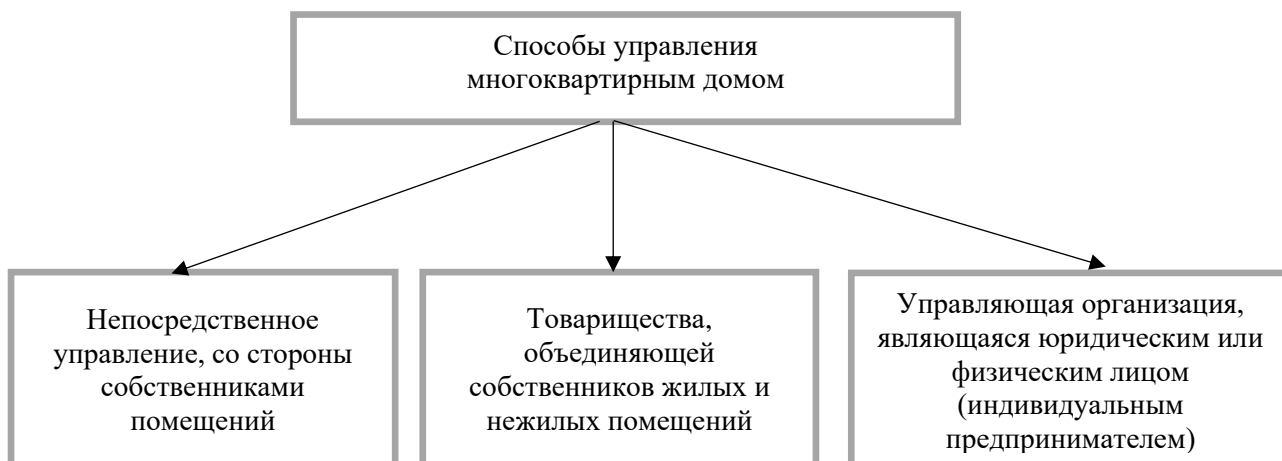 Способы управления
многоквартирным домом
Непосредственное
управление, со стороны
собственниками
помещений
Товарищества,
объединяющей
собственников жилых и
нежилых помещений
Управляющая организация,
являющаяся юридическим или
физическим лицом
(индивидуальным
предпринимателем)